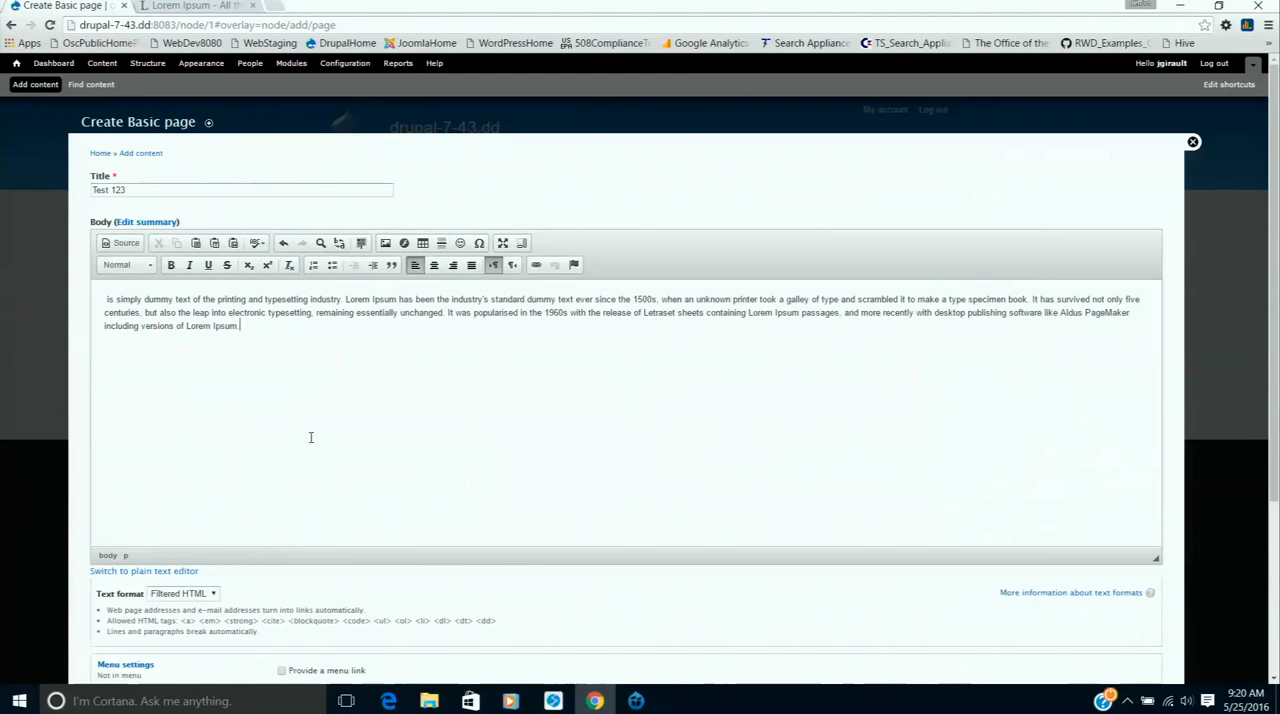 Create Basic page | 
Lorem Ipsum - All th
drupal-7-43.dd:8083/node/1#overlay=node/add/page
Apps OscPublicHomeP WebDev8080 WebStaging DrupalHome JoomlaHome WordPressHome 508ComplianceTo Google Analytics Search Appliance TS_Search_Appli The Office of the RWD_Examples_C Hive »
Dashboard Content Structure Appearance People Modules Configuration Reports Help Hello jgirault Log out
Add content Find content Edit shortcuts
My account Log out
Create Basic page
drupal-7-43.dd
Home » Add content
Title *
Test 123
Body (Edit summary)
Source
Normal
is simply dummy text of the printing and typesetting industry. Lorem Ipsum has been the industry's standard dummy text ever since the 1500s, when an unknown printer took a galley of type and scrambled it to make a type specimen book. It has survived not only five
centuries, but also the leap into electronic typesetting, remaining essentially unchanged. It was popularised in the 1960s with the release of Letraset sheets containing Lorem Ipsum passages, and more recently with desktop publishing software like Aldus PageMaker
including versions of Lorem Ipsum.
body p
Switch to plain text editor
Text format Filtered HTML
More information about text formats
Web page addresses and e-mail addresses turn into links automatically.
Allowed HTML tags: <a> <em> <strong> <cite> <blockquote> <code> <ul> <ol> <li> <dl> <dt> <dd>
Lines and paragraphs break automatically.
Menu settings
Not in menu
Provide a menu link
I'm Cortana. Ask me anything.
9:20 AM
5/25/2016